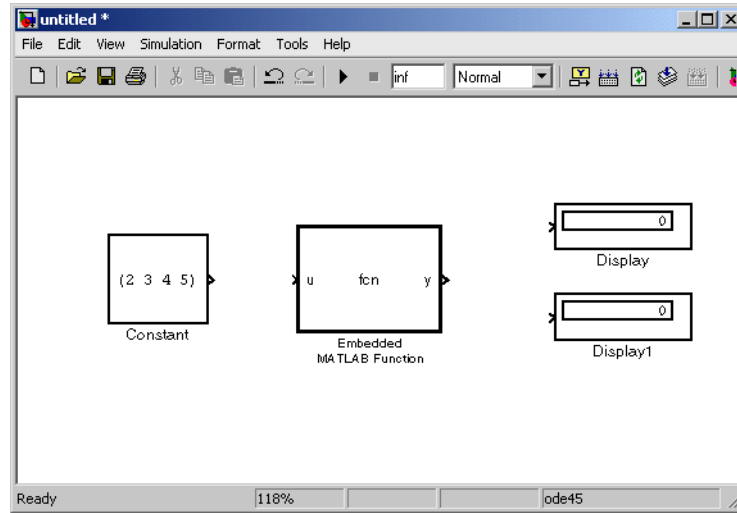 untitled *
File Edit View Simulation Format Tools Help
inf Normal
0
Display
(2 3 4 5) u fcn y
Constant
Embedded
MATLAB Function
0
Display1
Ready 118% ode45